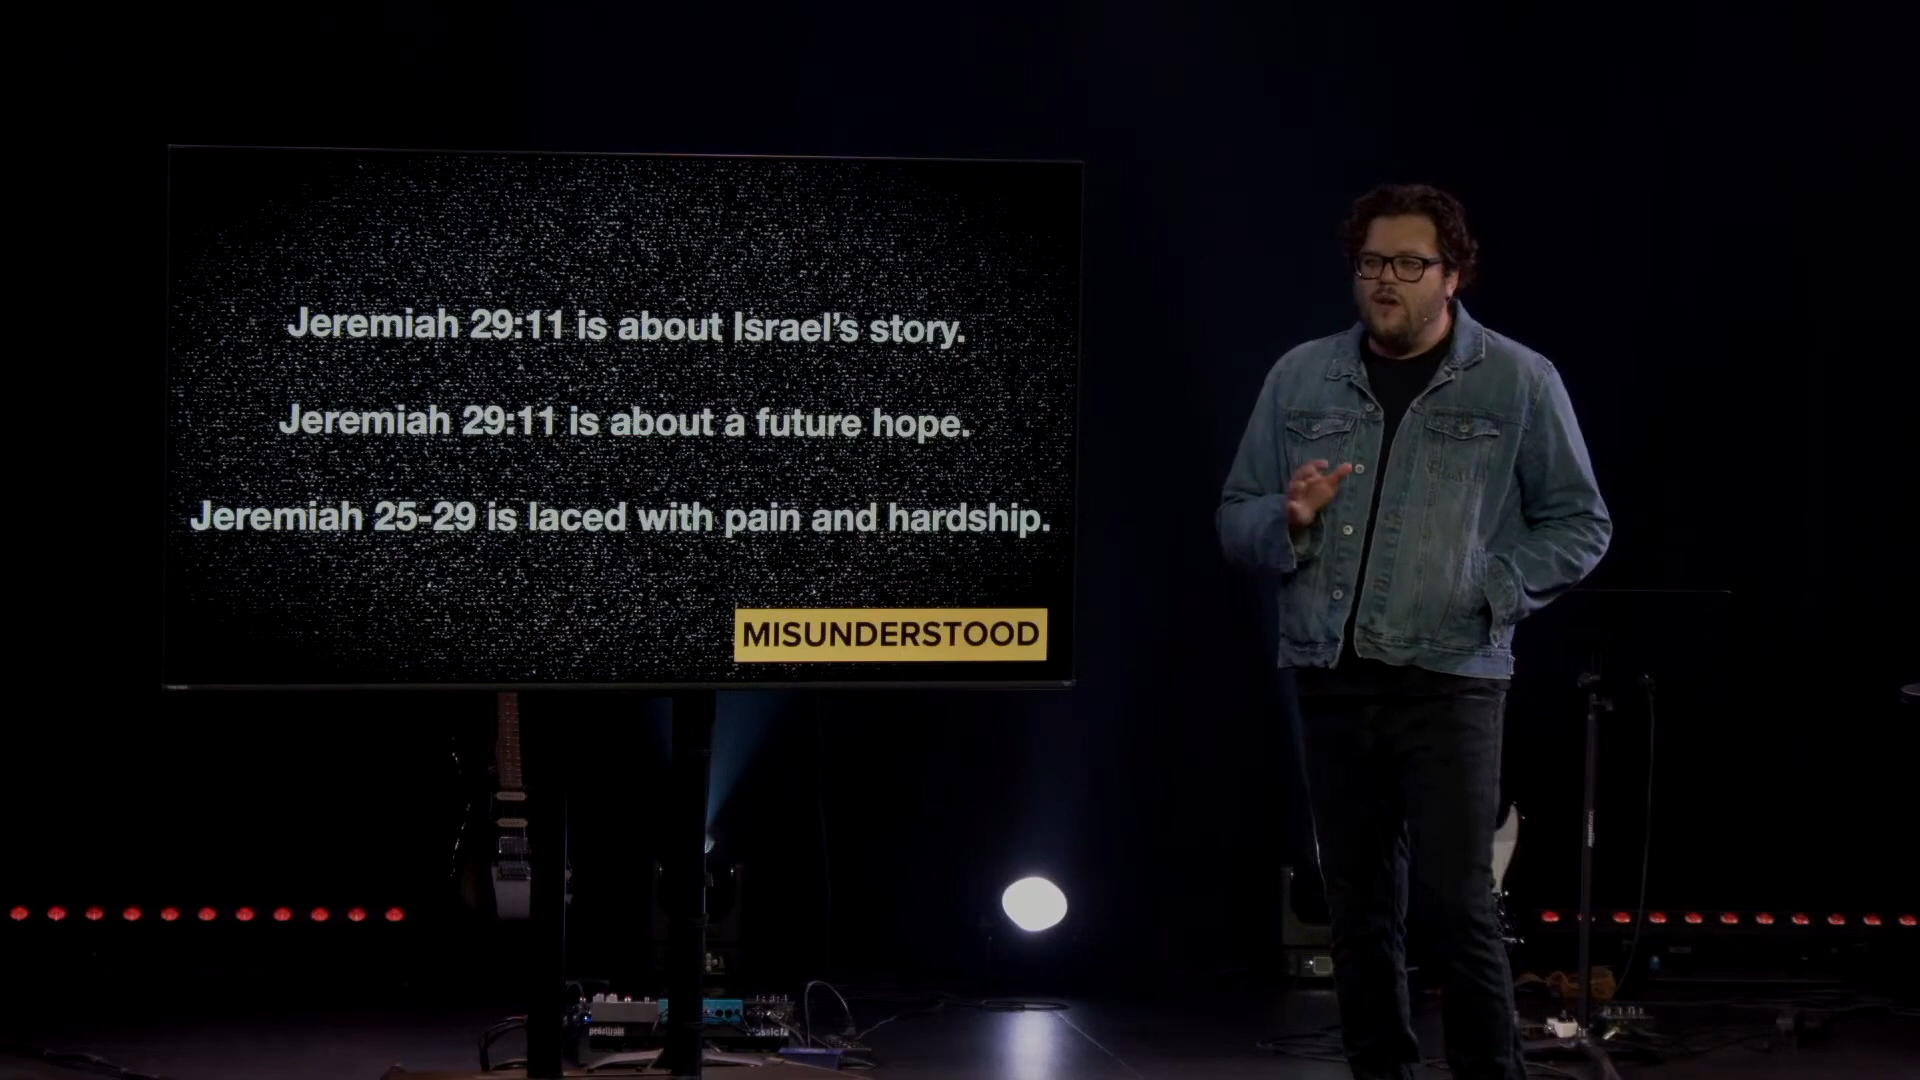 Jeremiah 29:11 is about Israel's story.
Jeremiah 29:11 is about a future hope.
Jeremiah 25-29 is laced with pain and hardship.
MISUNDERSTOOD
pedaltrain